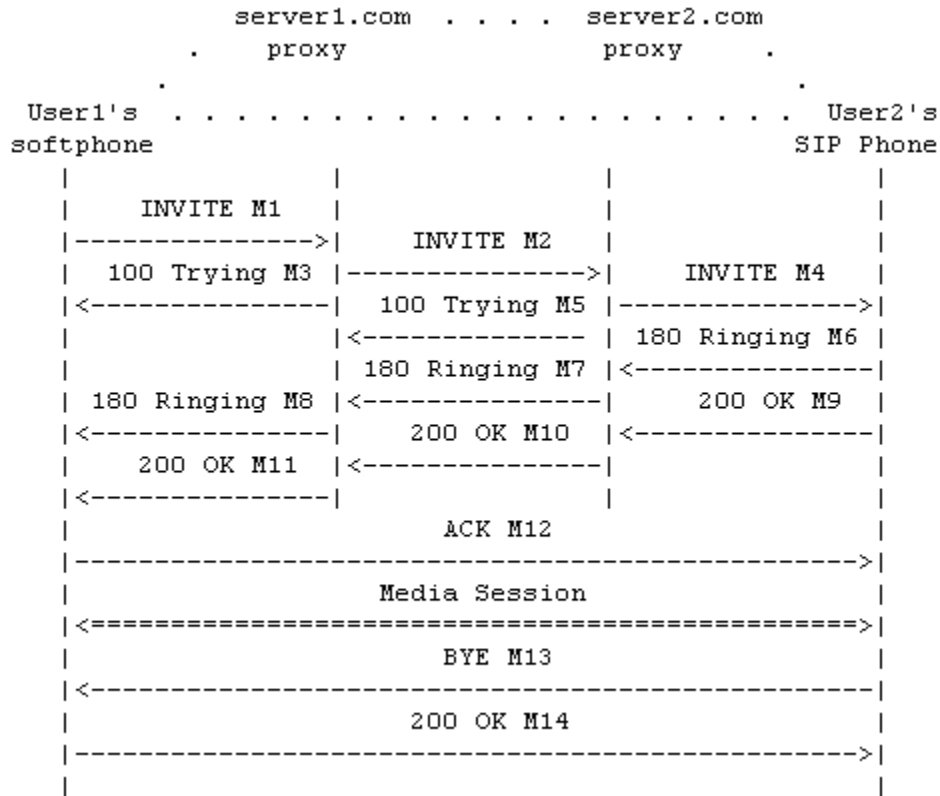 server1.com . . . . server2.com
. proxy proxy .
. .
User1's . . . . . . . . . . . . . . . . . . . . User2's
softphone SIP Phone
| | | |
| INVITE M1 | | |
|--------------->| INVITE M2 | |
| 100 Trying M3 |--------------->| INVITE M4 |
|<---------------| 100 Trying M5 |--------------->|
| |<-------------- | 180 Ringing M6 |
| | 180 Ringing M7 |<---------------|
| 180 Ringing M8 |<---------------| 200 OK M9 |
|<---------------| 200 OK M10 |<---------------|
| 200 OK M11 |<---------------| |
|<---------------| | |
| ACK M12 |
|------------------------------------------------->|
| Media Session |
|<================================================>|
| BYE M13 |
|<-------------------------------------------------|
| 200 OK M14 |
|------------------------------------------------->|
| |